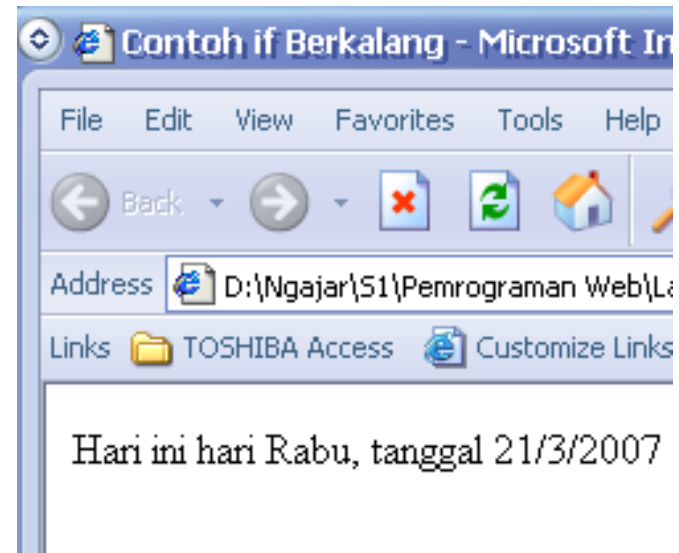 Contoh if Berkalang - Microsoft In
File Edit View Favorites Tools Help
Back
Address D:\Ngajar\S1\Pemrograman Web\La
Links TOSHIBA Access Customize Links
Hari ini hari Rabu, tanggal 21/3/2007